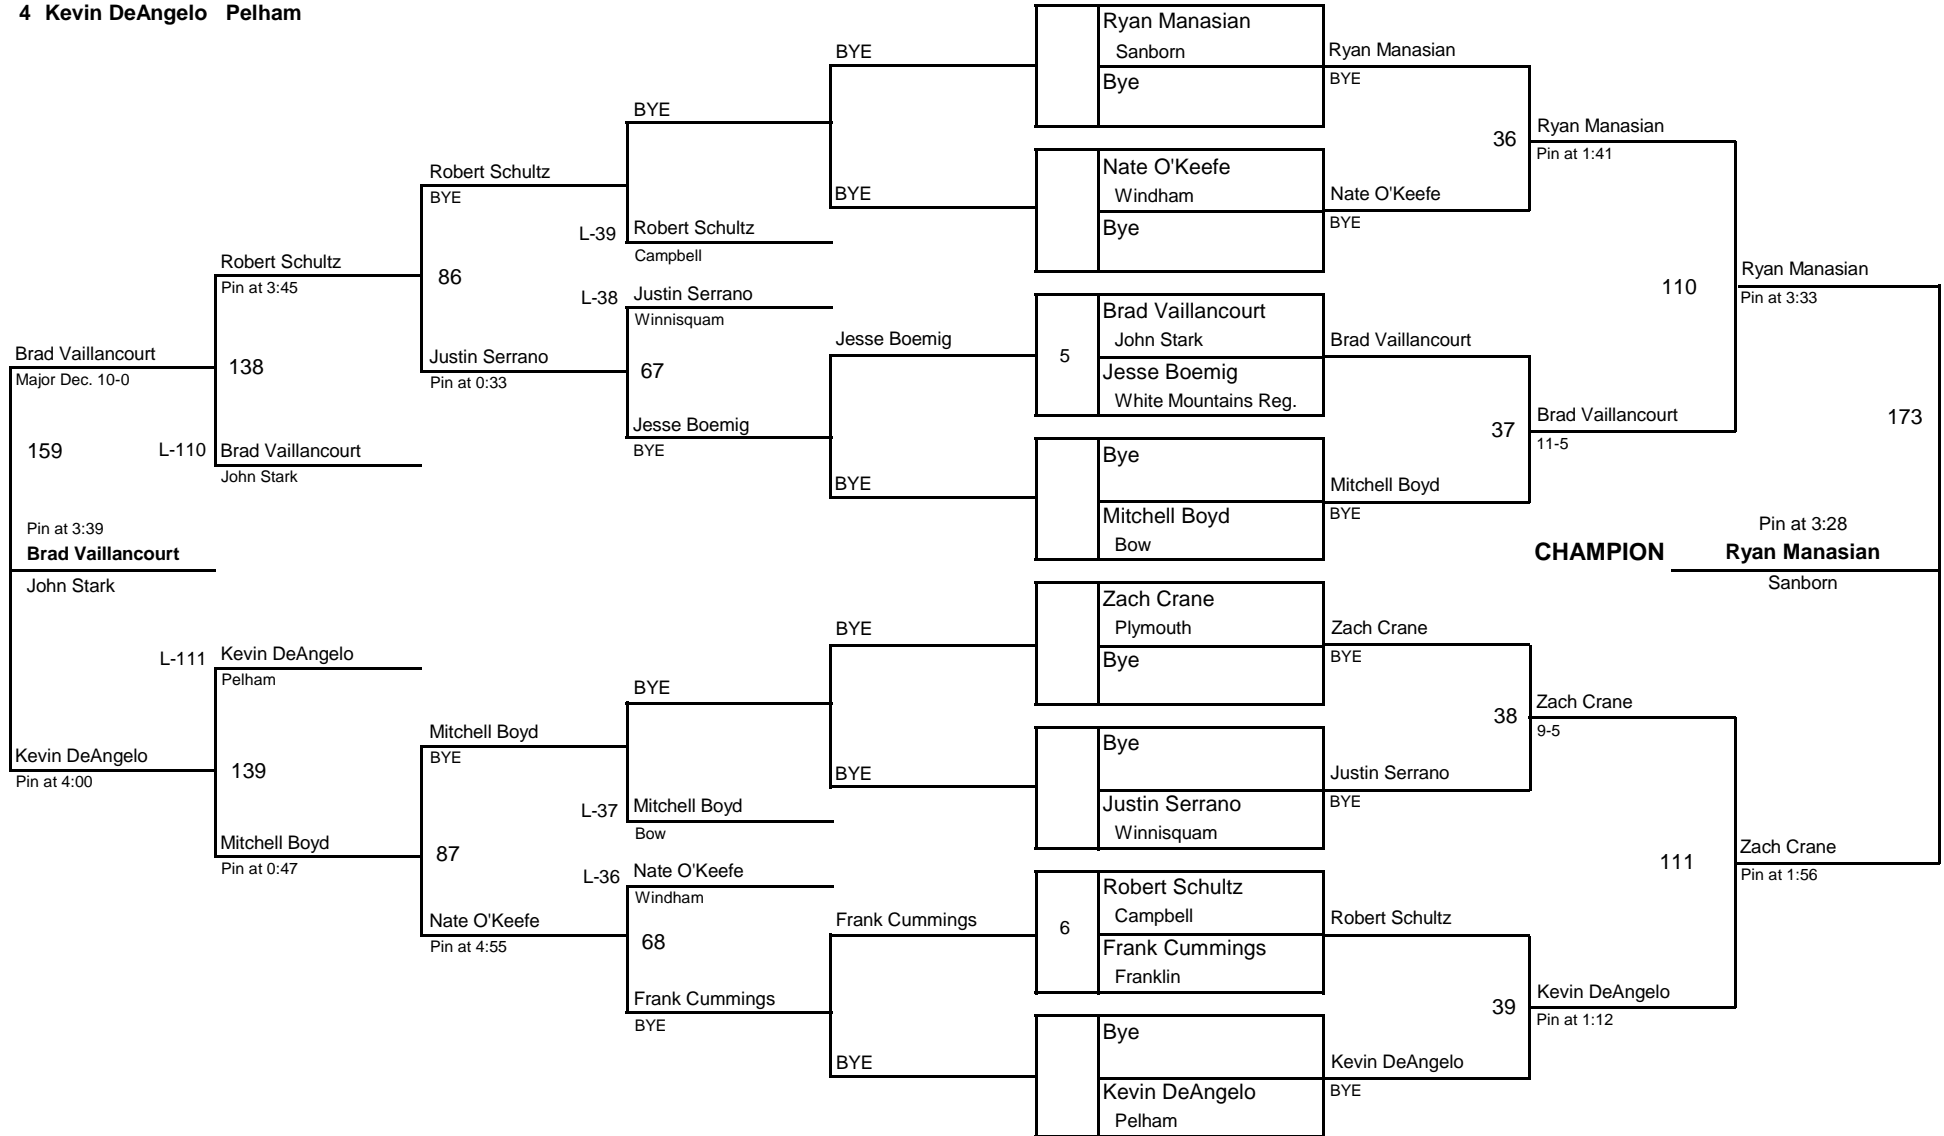 4 Kevin DeAngelo Pelham
Brad Vaillancourt
Major Dec. 10-0
159
Pin at 3:39
Brad Vaillancourt
John Stark
Kevin DeAngelo
Pin at 4:00
Robert Schultz
Pin at 3:45
138
L-110
Brad Vaillancourt
John Stark
L-111
Kevin DeAngelo
Pelham
139
Mitchell Boyd
Pin at 0:47
Robert Schultz
BYE
86
Justin Serrano
Pin at 0:33
Mitchell Boyd
BYE
87
Nate O'Keefe
Pin at 4:55
BYE
L-39
Robert Schultz
Campbell
L-38
Justin Serrano
Winnisquam
67
Jesse Boemig
BYE
BYE
L-37
Mitchell Boyd
Bow
L-36
Nate O'Keefe
Windham
68
Frank Cummings
BYE
BYE
BYE
Jesse Boemig
BYE
BYE
BYE
Frank Cummings
BYE
Ryan Manasian
Sanborn
Bye
Nate O'Keefe
Windham
Bye
5
Brad Vaillancourt
John Stark
Jesse Boemig
White Mountains Reg.
Bye
Mitchell Boyd
Bow
Zach Crane
Plymouth
Bye
Bye
Justin Serrano
Winnisquam
6
Robert Schultz
Campbell
Frank Cummings
Franklin
Bye
Kevin DeAngelo
Pelham
Ryan Manasian
BYE
36
Nate O'Keefe
BYE
Brad Vaillancourt
37
Mitchell Boyd
BYE
Zach Crane
BYE
38
Justin Serrano
BYE
Robert Schultz
39
Kevin DeAngelo
BYE
Ryan Manasian
Pin at 1:41
110
Brad Vaillancourt
11-5
Zach Crane
9-5
111
Kevin DeAngelo
Pin at 1:12
Ryan Manasian
Pin at 3:33
173
Pin at 3:28
CHAMPION Ryan Manasian
Sanborn
Zach Crane
Pin at 1:56